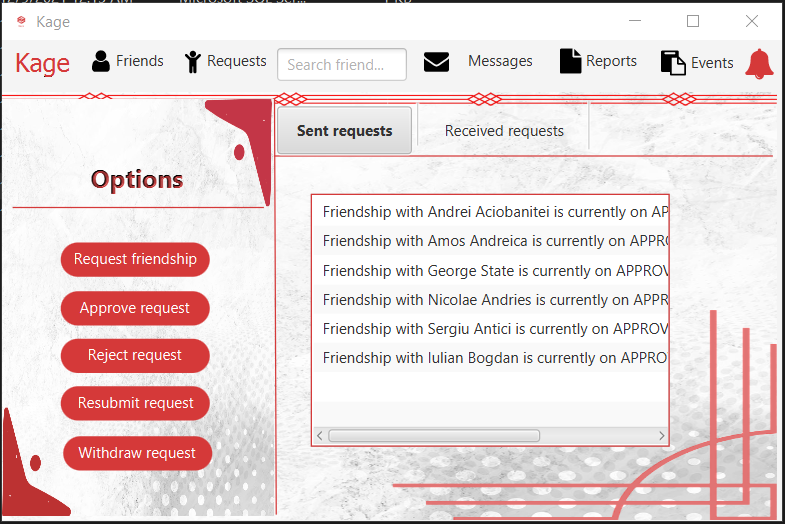 Kage
Kage Friends Requests Search friend... Messages Reports Events
Options
Request friendship
Approve request
Reject request
Resubmit request
Withdraw request
Sent requests Received requests
Friendship with Andrei Aciobanitei is currently on AP
Friendship with Amos Andreica is currently on APPRO
Friendship with George State is currently on APPROV
Friendship with Nicolae Andries is currently on APPR
Friendship with Sergiu Antici is currently on APPROV
Friendship with Iulian Bogdan is currently on APPRO